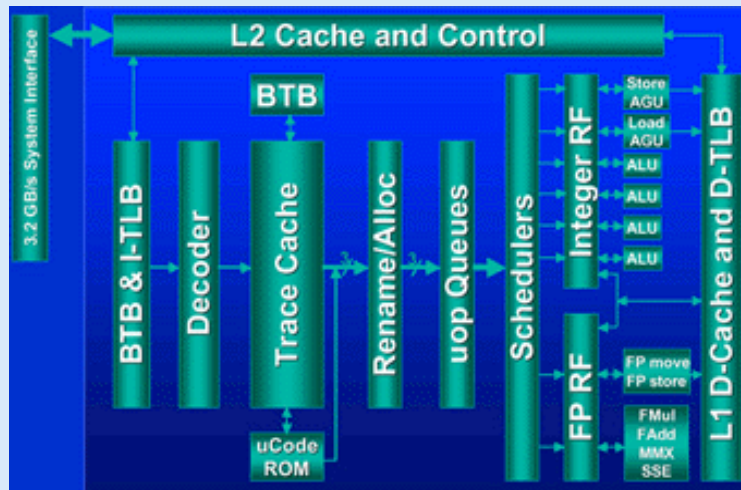 3.2 GB/s System Interface
L2 Cache and Control
BTB & I-TLB
Decoder
BTB
Trace Cache
uCode
ROM
3
Rename/Alloc
3
uop Queues
Schedulers
Integer RF
FP RF
Store
AGU
Load
AGU
ALU
ALU
ALU
ALU
FP move
FP store
FMul
FAdd
MMX
SSE
L1 D-Cache and D-TLB